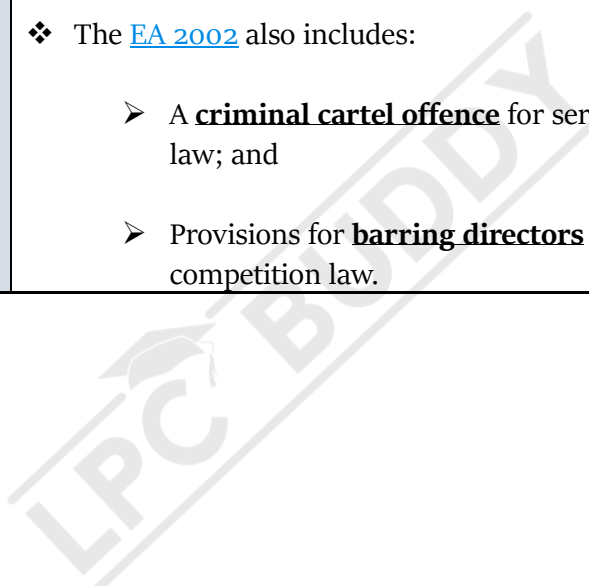 ❖ The EA 2002 also includes:
➢ A criminal cartel offence for ser
law; and
➢ Provisions for barring directors
competition law.
LPC BUDDY